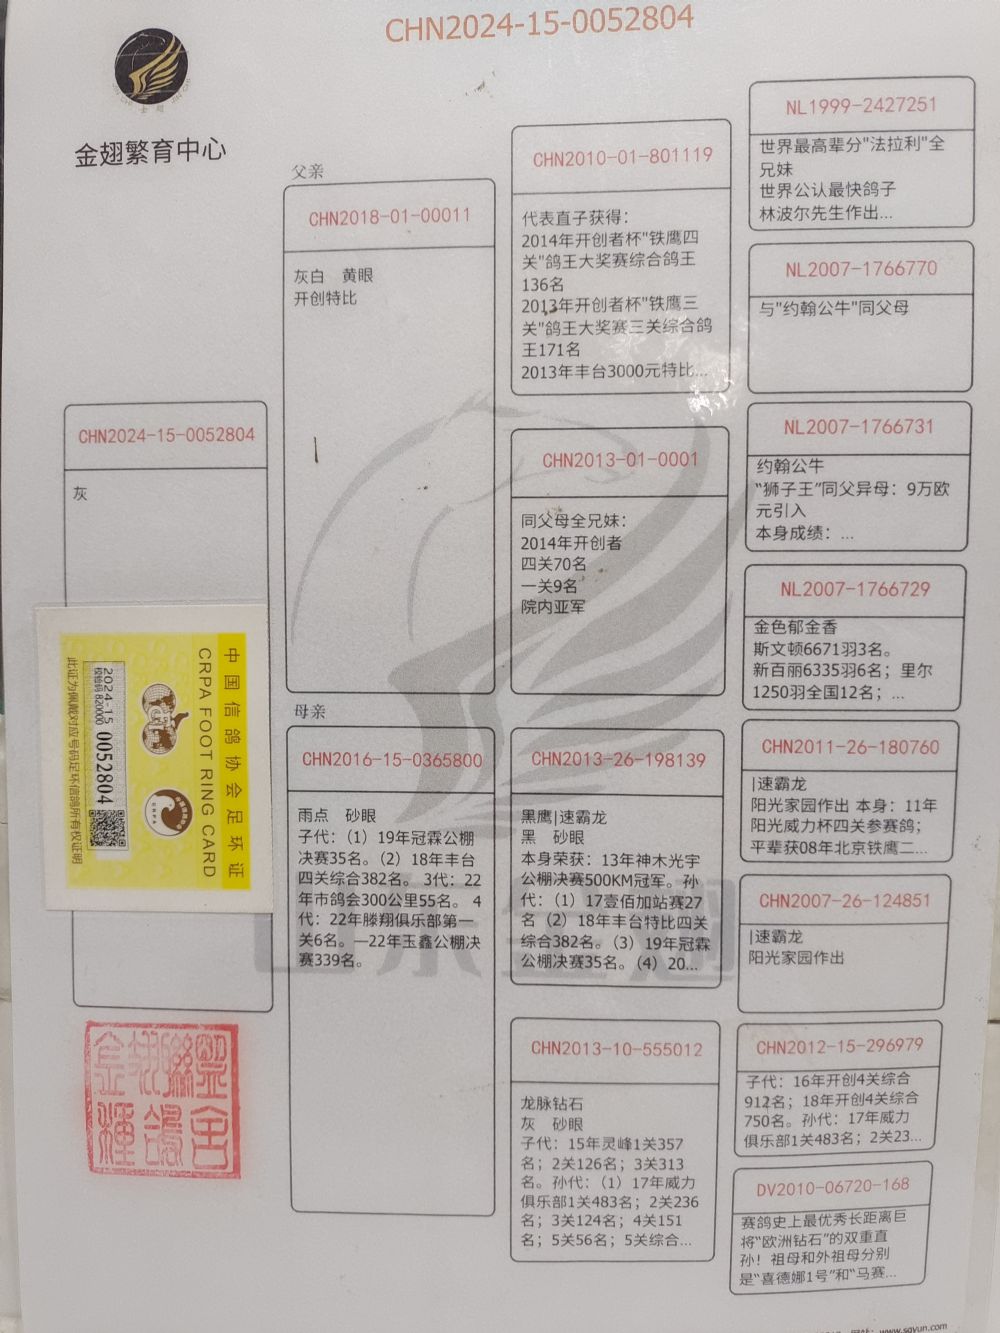 CHN2024-15-0052804
金翅繁育中心
CHN2024-15-0052804
灰
中国信鸽协会足环证
CRPA FOOT RING CARD
2024-15 0052804
校验码 820000
此证为佩戴对应号码足环信鸽所有权证明
父亲
CHN2018-01-00011
灰白 黄眼
开创特比
母亲
CHN2016-15-0365800
雨点 砂眼
子代：（1）19年冠霖公棚
决赛35名。（2）18年丰台
四关综合382名。 3代：22
年市鸽会300公里55名。 4
代：22年滕翔俱乐部第一
关6名。—22年玉鑫公棚决
赛339名。
CHN2010-01-801119
代表直子获得：
2014年开创者杯"铁鹰四
关"鸽王大奖赛综合鸽王
136名
2013年开创者杯"铁鹰三
关"鸽王大奖赛三关综合鸽
王171名
2013年丰台3000元特比...
CHN2013-01-0001
同父母全兄妹：
2014年开创者
四关70名
一关9名
院内亚军
CHN2013-26-198139
黑鹰|速霸龙
黑 砂眼
本身荣获：13年神木光宇
公棚决赛500KM冠军。孙
代：（1）17壹佰加站赛27
名（2）18年丰台特比四关
综合382名。（3）19年冠霖
公棚决赛35名。（4）20...
CHN2013-10-555012
龙脉钻石
灰 砂眼
子代：15年灵峰1关357
名；2关126名；3关313
名。孙代：（1）17年威力
俱乐部1关483名；2关236
名；3关124名；4关151
名；5关56名；5关综合...
NL1999-2427251
世界最高辈分"法拉利"全
兄妹
世界公认最快鸽子
林波尔先生作出...
NL2007-1766770
与"约翰公牛"同父母
NL2007-1766731
约翰公牛
“狮子王”同父异母：9万欧
元引入
本身成绩：...
NL2007-1766729
金色郁金香
斯文顿6671羽3名。
新百丽6335羽6名；里尔
1250羽全国12名；...
CHN2011-26-180760
|速霸龙
阳光家园作出 本身：11年
阳光威力杯四关参赛鸽；
平辈获08年北京铁鹰二...
CHN2007-26-124851
|速霸龙
阳光家园作出
CHN2012-15-296979
子代：16年开创4关综合
912名；18年开创4关综合
750名。孙代：17年威力
俱乐部1关483名；2关23...
DV2010-06720-168
赛鸽史上最优秀长距离巨
将“欧洲钻石”的双重直
孙！祖母和外祖母分别
是“喜德娜1号”和“马赛...
www.sgyun.com